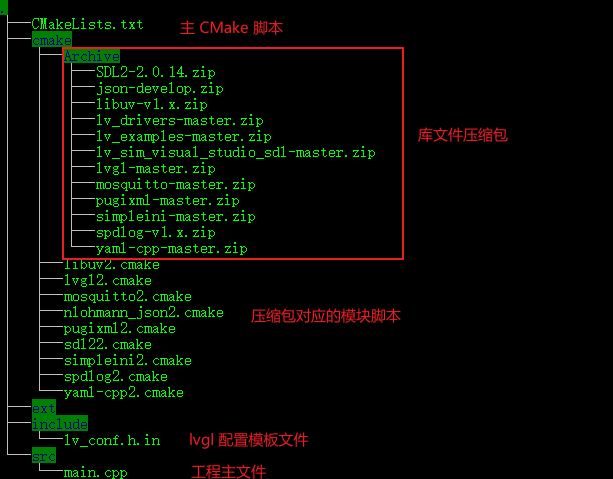 .
CMakeLists.txt 主 CMake 脚本
cmake
Archive
SDL2-2.0.14.zip
json-develop.zip
libuv-v1.x.zip
lv_drivers-master.zip
lv_examples-master.zip 库文件压缩包
lv_sim_visual_studio_sdl-master.zip
lvgl-master.zip
mosquitto-master.zip
pugixml-master.zip
simpleini-master.zip
spdlog-v1.x.zip
yaml-cpp-master.zip
libuv2.cmake
lvgl2.cmake
mosquitto2.cmake
nlohmann_json2.cmake 压缩包对应的模块脚本
pugixml2.cmake
sdl22.cmake
simpleini2.cmake
spdlog2.cmake
yaml-cpp2.cmake
ext
include
lv_conf.h.in lvgl 配置模板文件
src
main.cpp 工程主文件